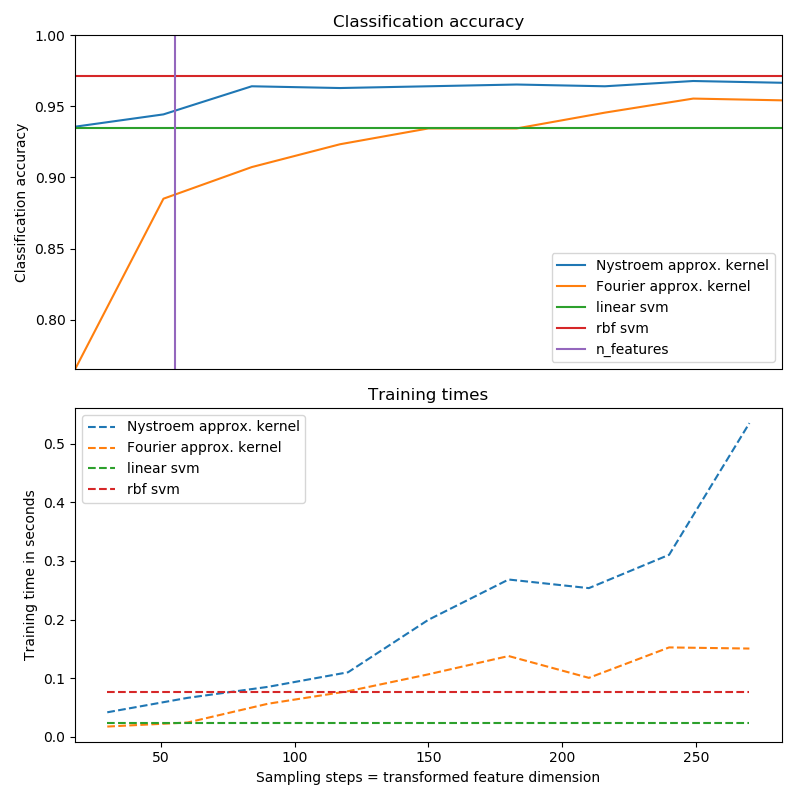 Classification accuracy
Classification accuracy
1.00
0.95
0.90
0.85
0.80
Nystroem approx. kernel
Fourier approx. kernel
linear svm
rbf svm
n_features
Training times
Training time in seconds
0.5
0.4
0.3
0.2
0.1
0.0
Nystroem approx. kernel
Fourier approx. kernel
linear svm
rbf svm
50 100 150 200 250
Sampling steps = transformed feature dimension